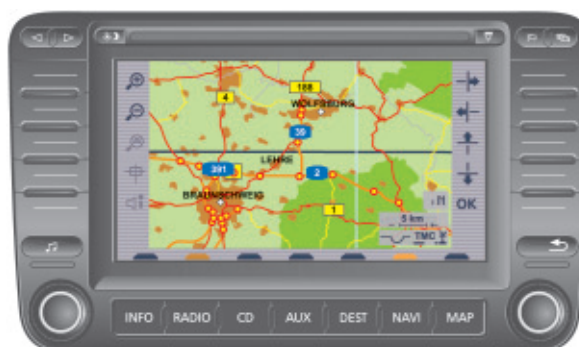 188
4
WOLFSBURG
39
LEHRE
391
2
BRAUNSCHWEIG
1
OK
5 km
TMC
INFO RADIO CD AUX DEST NAVI MAP